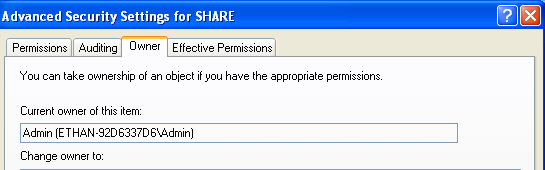 Advanced Security Settings for SHARE
Permissions Auditing Owner Effective Permissions
You can take ownership of an object if you have the appropriate permissions.
Current owner of this item:
Admin (ETHAN-92D6337D6\Admin)
Change owner to: